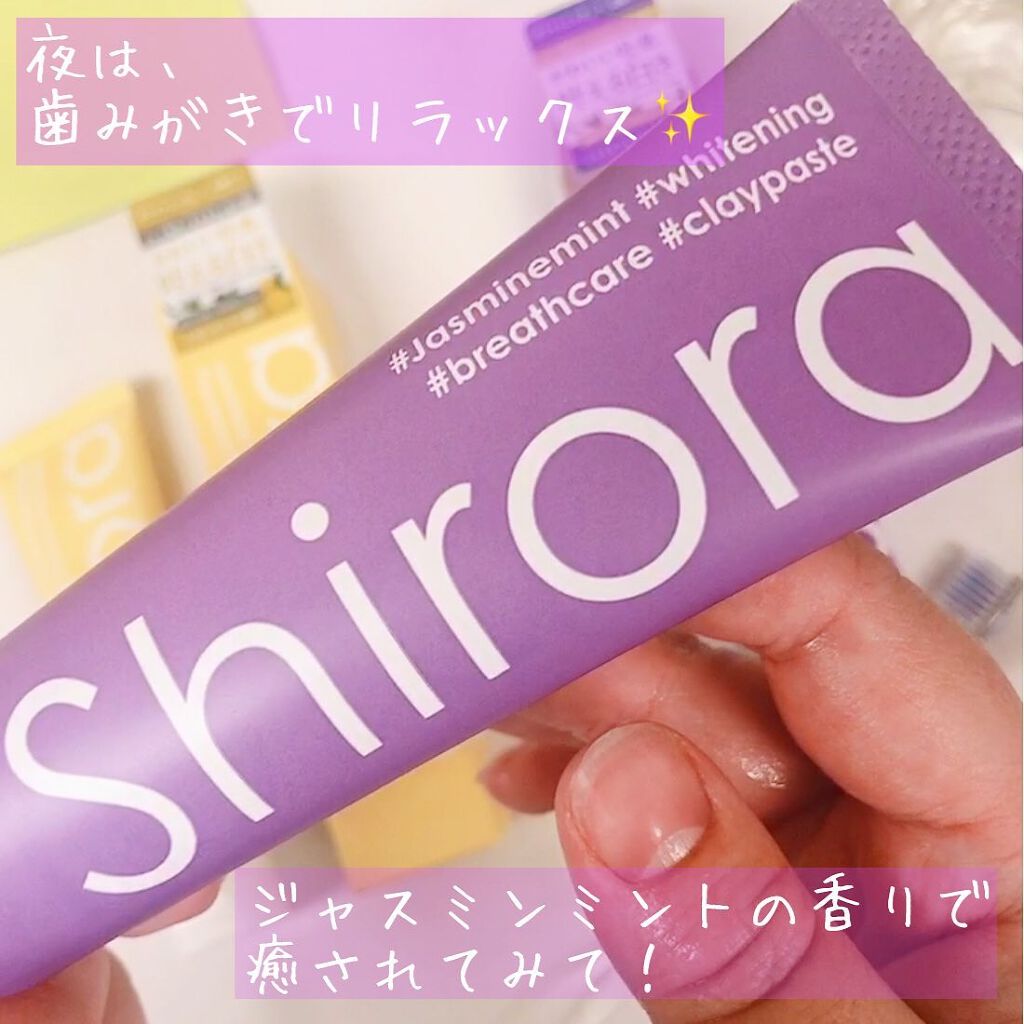 夜は、
歯みがきでリラックス✨
#Jasminemint #whitening
#breathcare #claypaste
shirora
ora
ジャスミンミントの香りで
癒されてみて!